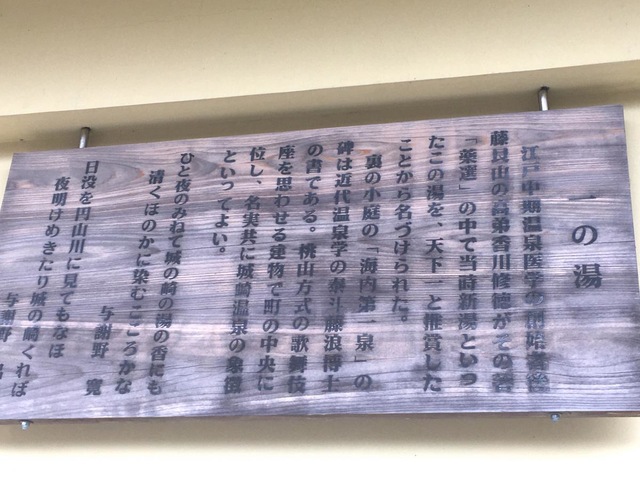 一の湯
江戸中期温泉医学の創始者後
藤艮山の高弟香川修徳がその著
「薬選」の中で当時新湯といっ
たこの湯を、天下一と推賞した
ことから名づけられた。
裏の小庭の「海内第一泉」の
碑は近代温泉学の泰斗藤浪博士
の書である。桃山方式の歌舞伎
座を思わせる建物で町の中央に
位し、名実共に城崎温泉の象徴
といってよい。
ひと夜のみねて城の崎の湯の香にも
清くほのかに染むこころかな
与謝野 寛
日没を円山川に見てもなほ
夜明けめきたり城の崎くれば
与謝野 晶